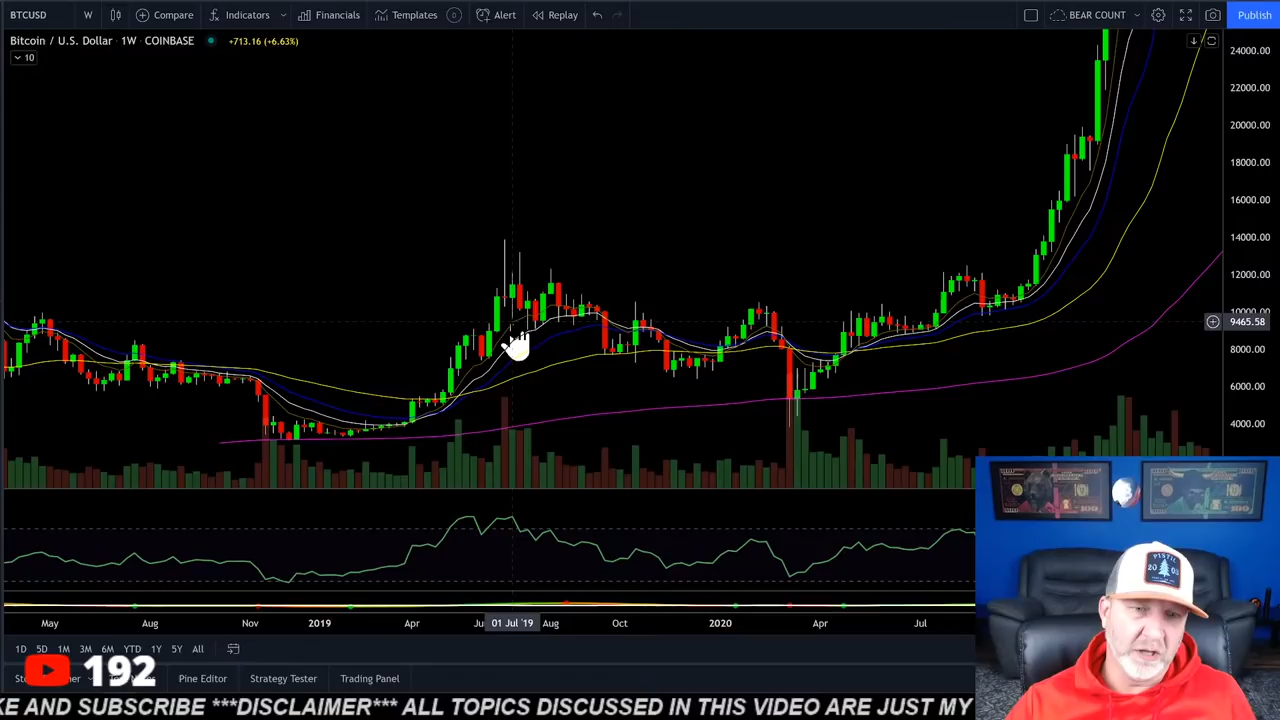 BTCUSD W Compare Indicators Financials Templates Alert Replay BEAR COUNT Publish
Bitcoin / U.S. Dollar · 1W · COINBASE +713.16 (+6.63%)
10
24000.00
22000.00
20000.00
18000.00
16000.00
14000.00
12000.00
9465.58
8000.00
6000.00
4000.00
May Aug Nov 2019 Apr 01 Jul '19 Aug Oct 2020 Apr Jul
1D 5D 1M 3M 6M YTD 1Y 5Y All
192
Pine Editor Strategy Tester Trading Panel
PISTIL
KE AND SUBSCRIBE ***DISCLAIMER*** ALL TOPICS DISCUSSED IN THIS VIDEO ARE JUST MY